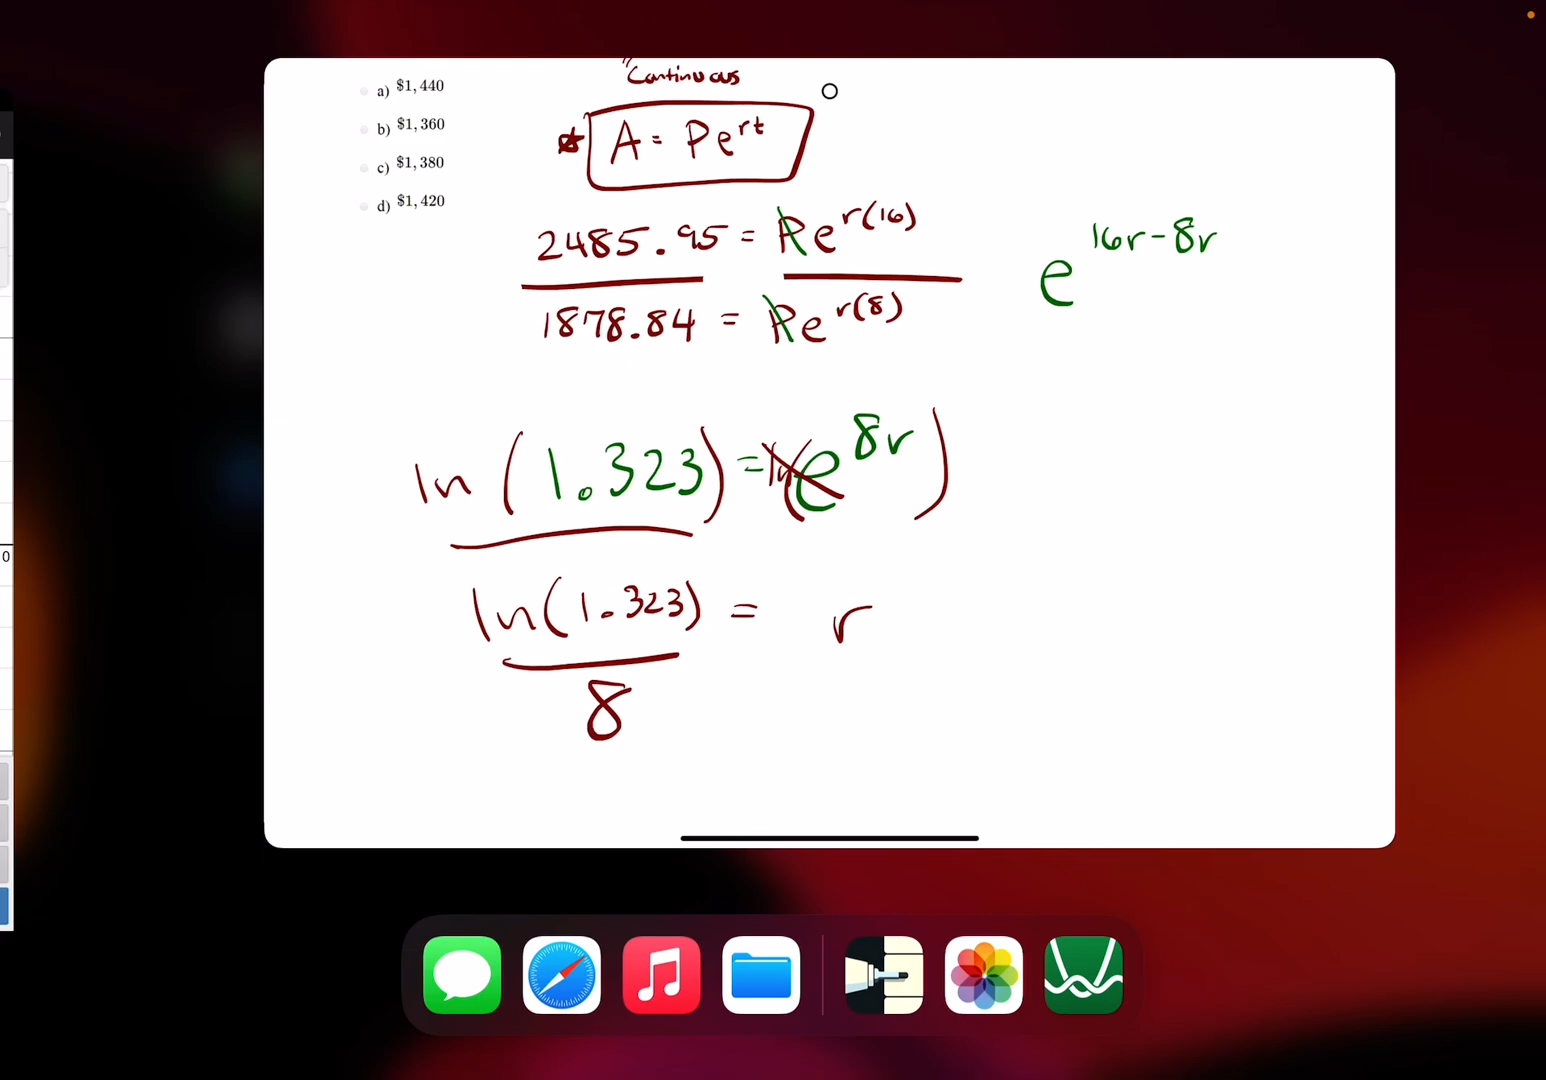 "Continuous
a) $1,440
b) $1,360
c) $1,380
d) $1,420
A = Pe^{rt}
2485.95 = Pe^{r(16)}
1878.84 = Pe^{r(8)}
e^{16r-8r}
ln(1.323) = ln(e^{8r})
ln(1.323) = r
8
0